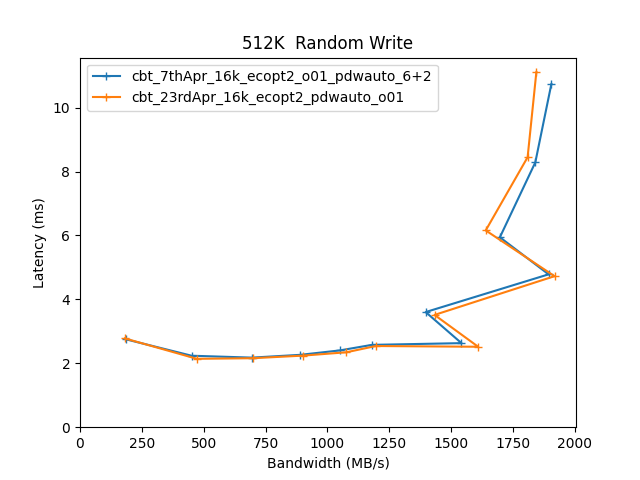 512K  Random Write
cbt_7thApr_16k_ecopt2_o01_pdwauto_6+2
cbt_23rdApr_16k_ecopt2_pdwauto_o01
Latency (ms)
10
8
6
4
2
0
0 250 500 750 1000 1250 1500 1750 2000
Bandwidth (MB/s)